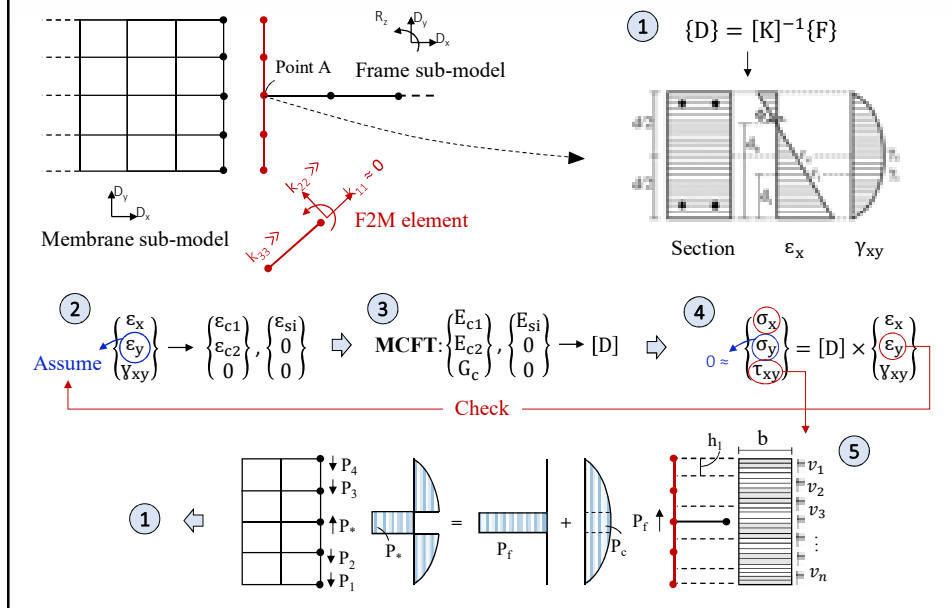 R_z
D_y
D_x
Point A
Frame sub-model
D_y
D_x
Membrane sub-model
k_22 ≫
k_11 ≈ 0
k_33 ≫
F2M element
1 {D} = [K]⁻¹{F}
d/2
d/2
Section
ε_x
γ_xy
2
Assume
{ε_x ε_y γ_xy} → {ε_c1 ε_c2 0} , {ε_si 0 0}
3
MCFT: {E_c1 E_c2 G_c} , {E_si 0 0} → [D]
4
0 ≈ {σ_x σ_y τ_xy} = [D] × {ε_x ε_y γ_xy}
Check
5
1
P_4
P_3
P_*
P_2
P_1
P_*
=
P_f
+
P_c
h_1
b
P_f
v_1
v_2
v_3
⋮
v_n